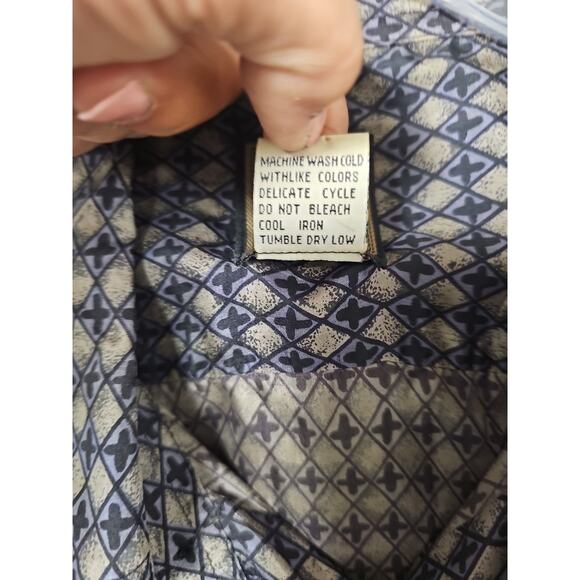 MACHINE WASH COLD
WITHLIKE COLORS
DELICATE CYCLE
DO NOT BLEACH
COOL IRON
TUMBLE DRY LOW